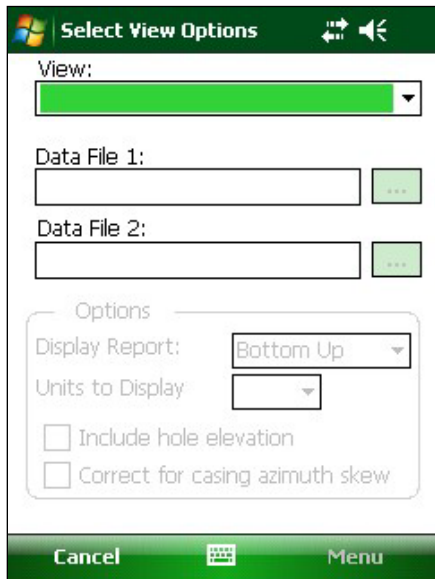 Select View Options
View:
Data File 1:
...
Data File 2:
...
Options
Display Report: Bottom Up
Units to Display
Include hole elevation
Correct for casing azimuth skew
Cancel Menu